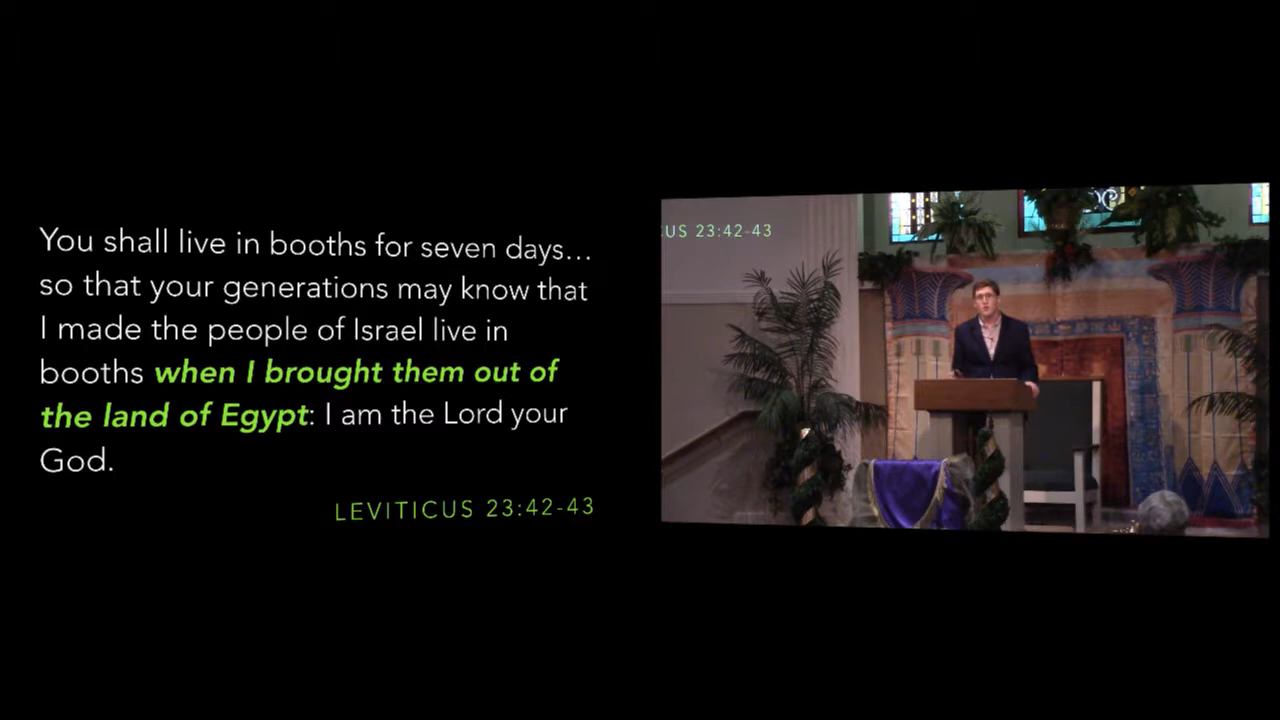 You shall live in booths for seven days...
so that your generations may know that
I made the people of Israel live in
booths when I brought them out of
the land of Egypt: I am the Lord your
God.
LEVITICUS 23:42-43
US 23:42-43